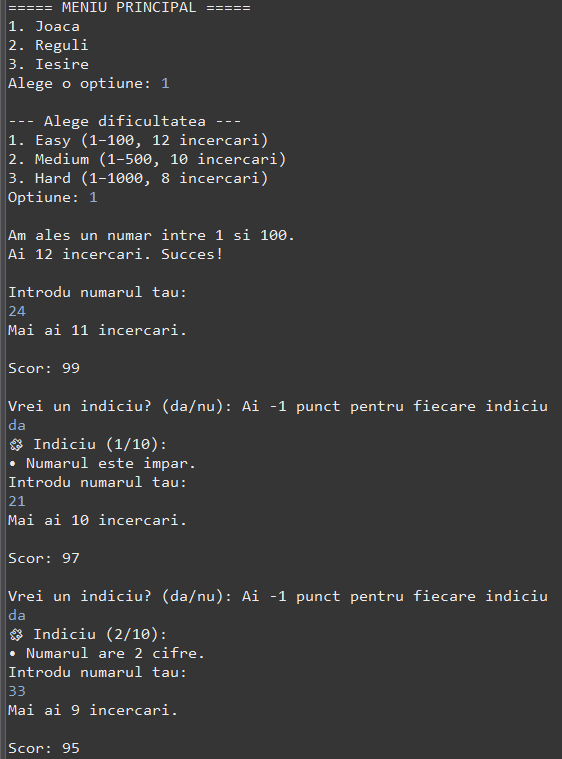 ===== MENIU PRINCIPAL =====
1. Joaca
2. Reguli
3. Iesire
Alege o optiune: 1
--- Alege dificultatea ---
1. Easy (1–100, 12 incercari)
2. Medium (1–500, 10 incercari)
3. Hard (1–1000, 8 incercari)
Optiune: 1
Am ales un numar intre 1 si 100.
Ai 12 incercari. Succes!
Introdu numarul tau:
24
Mai ai 11 incercari.
Scor: 99
Vrei un indiciu? (da/nu): Ai -1 punct pentru fiecare indiciu
da
🧩 Indiciu (1/10):
• Numarul este impar.
Introdu numarul tau:
21
Mai ai 10 incercari.
Scor: 97
Vrei un indiciu? (da/nu): Ai -1 punct pentru fiecare indiciu
da
🧩 Indiciu (2/10):
• Numarul are 2 cifre.
Introdu numarul tau:
33
Mai ai 9 incercari.
Scor: 95